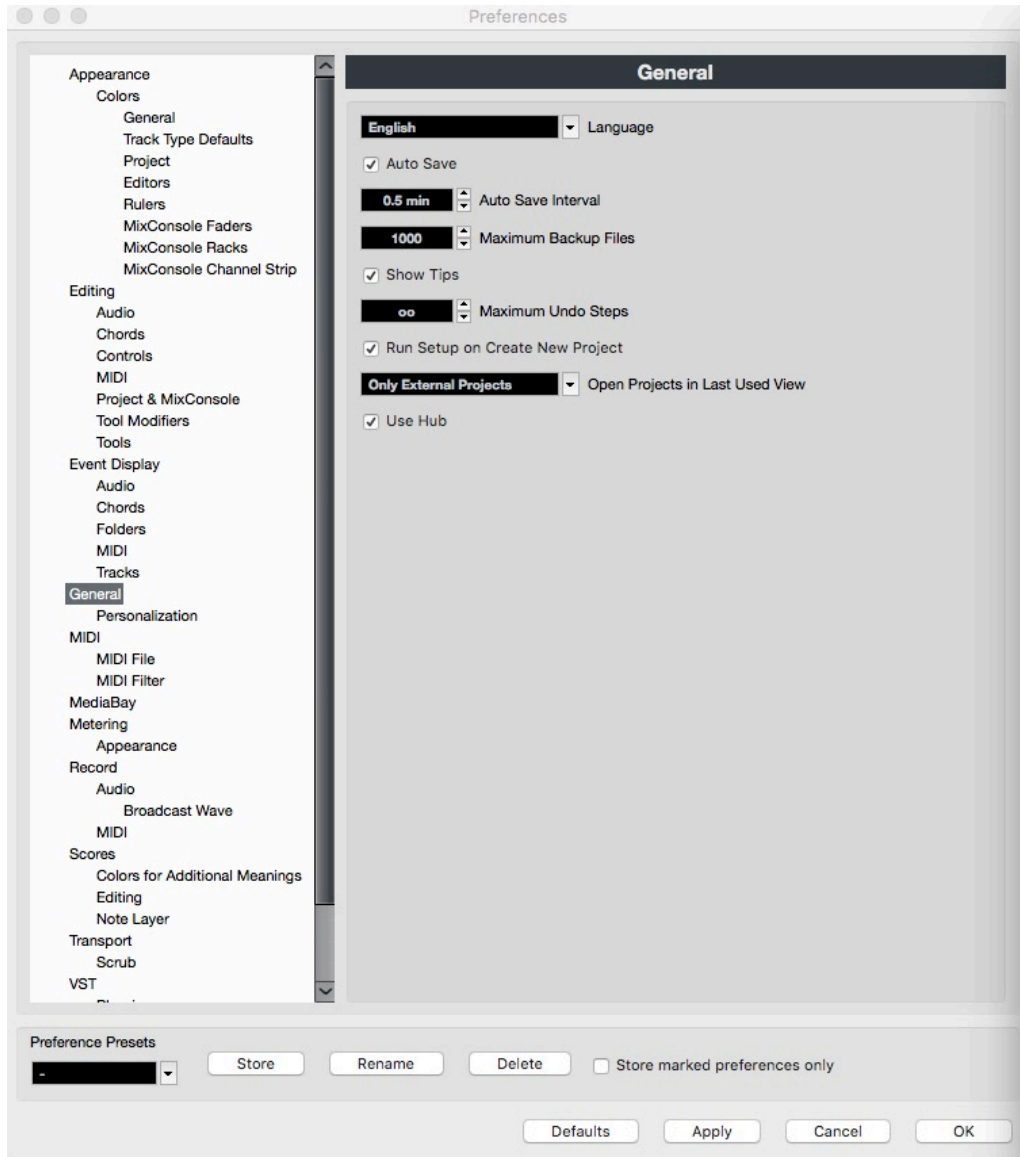 Preferences
Appearance
Colors
General
Track Type Defaults
Project
Editors
Rulers
MixConsole Faders
MixConsole Racks
MixConsole Channel Strip
Editing
Audio
Chords
Controls
MIDI
Project & MixConsole
Tool Modifiers
Tools
Event Display
Audio
Chords
Folders
MIDI
Tracks
General
Personalization
MIDI
MIDI File
MIDI Filter
MediaBay
Metering
Appearance
Record
Audio
Broadcast Wave
MIDI
Scores
Colors for Additional Meanings
Editing
Note Layer
Transport
Scrub
VST
General
English Language
Auto Save
0.5 min Auto Save Interval
1000 Maximum Backup Files
Show Tips
oo Maximum Undo Steps
Run Setup on Create New Project
Only External Projects Open Projects in Last Used View
Use Hub
Preference Presets
- Store Rename Delete Store marked preferences only
Defaults Apply Cancel OK